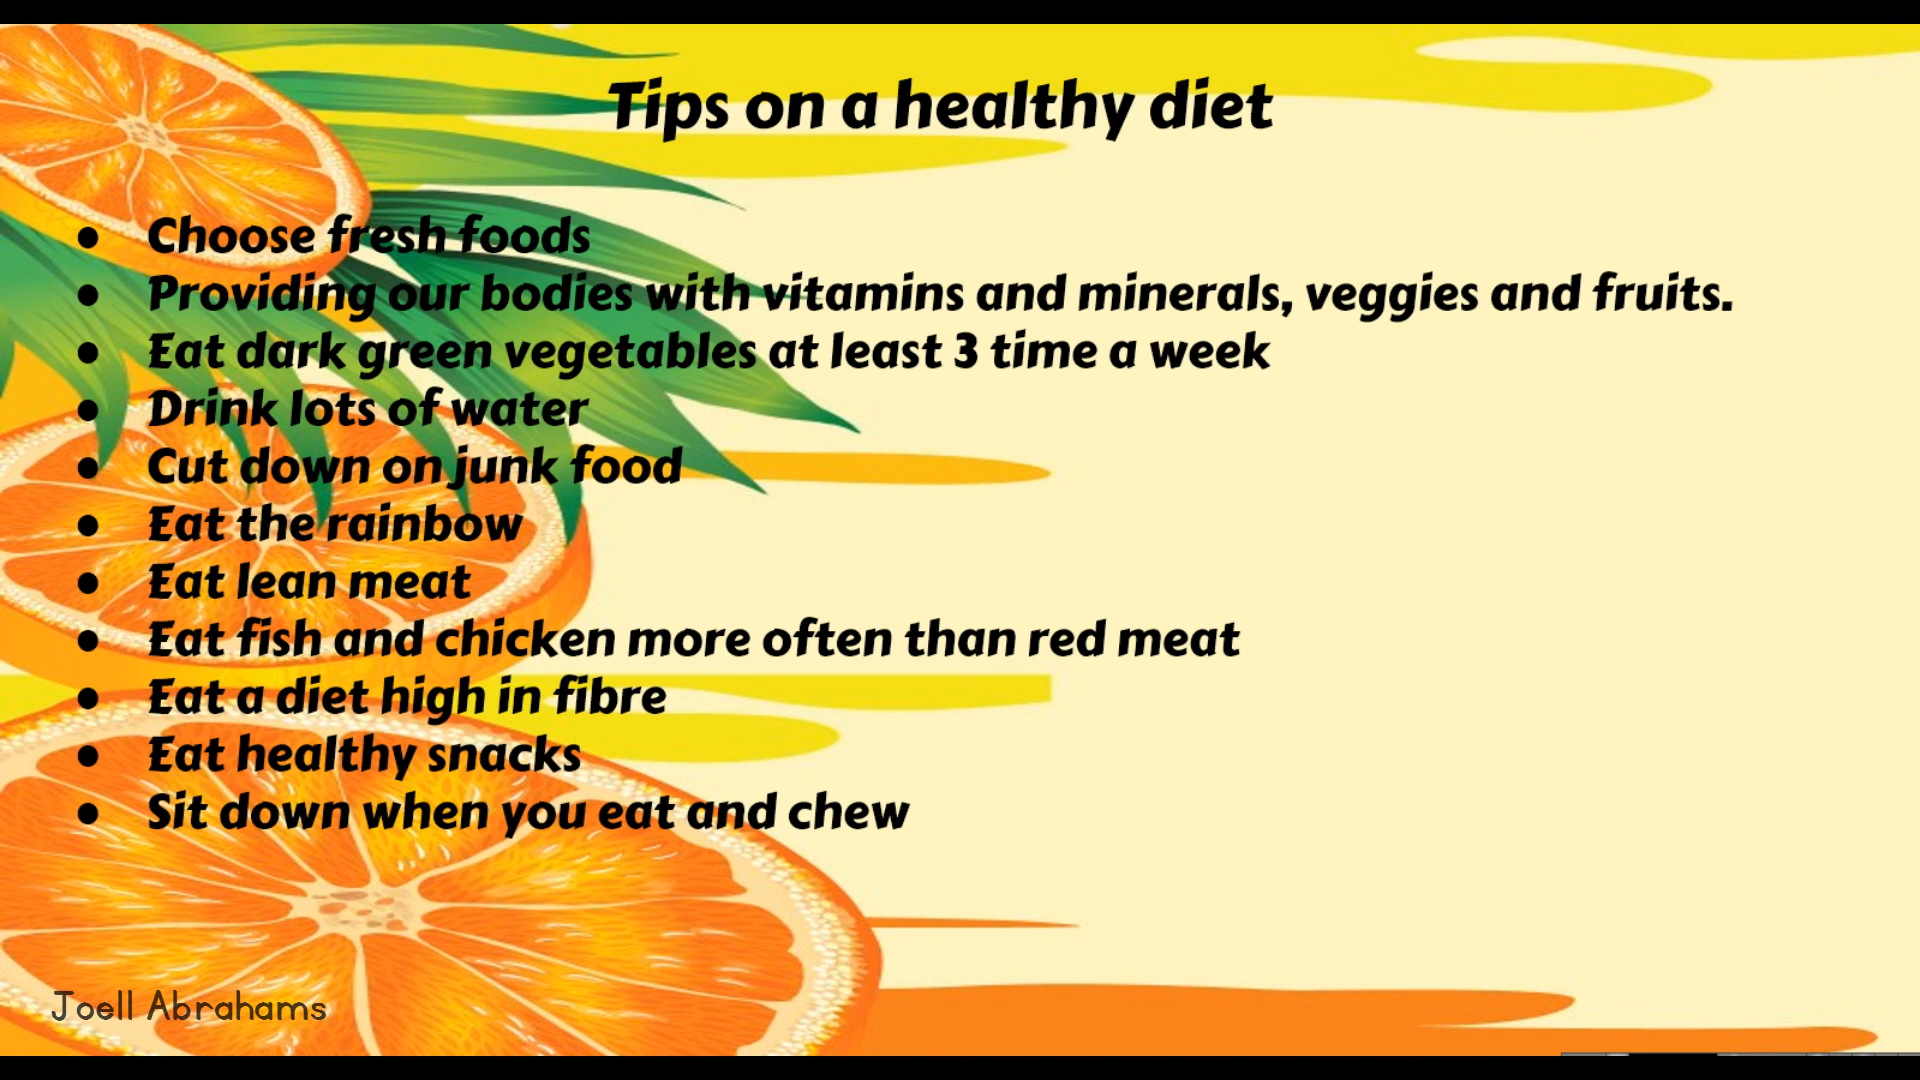 Tips on a healthy diet
● Choose fresh foods
● Providing our bodies with vitamins and minerals, veggies and fruits.
● Eat dark green vegetables at least 3 time a week
● Drink lots of water
● Cut down on junk food
● Eat the rainbow
● Eat lean meat
● Eat fish and chicken more often than red meat
● Eat a diet high in fibre
● Eat healthy snacks
● Sit down when you eat and chew
Joell Abrahams